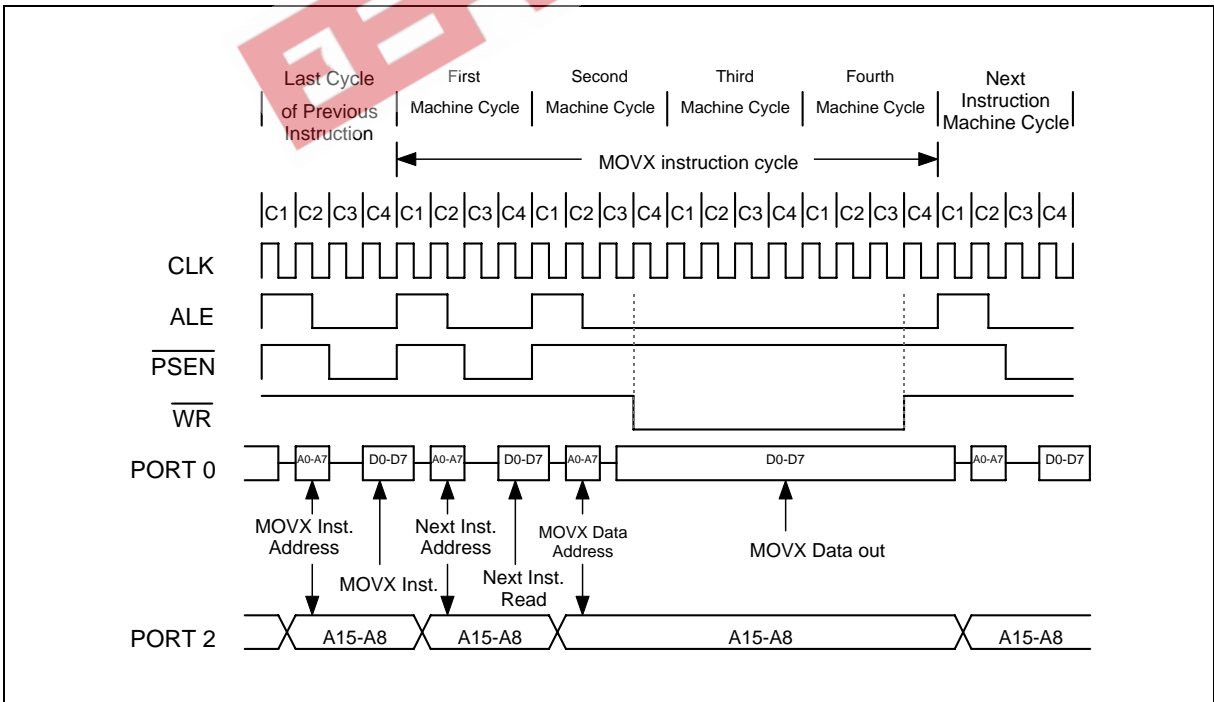 Last Cycle
of Previous
Instruction
First
Machine Cycle
Second
Machine Cycle
Third
Machine Cycle
Fourth
Machine Cycle
Next
Instruction
Machine Cycle
MOVX instruction cycle
C1 C2 C3 C4 C1 C2 C3 C4 C1 C2 C3 C4 C1 C2 C3 C4 C1 C2 C3 C4 C1 C2 C3 C4
CLK
ALE
PSEN
WR
PORT 0 A0-A7 D0-D7 A0-A7 D0-D7 A0-A7 D0-D7 A0-A7 D0-D7
MOVX Inst.
Address
MOVX Inst.
Next Inst.
Address
Next Inst.
Read
MOVX Data
Address
MOVX Data out
PORT 2 A15-A8 A15-A8 A15-A8 A15-A8